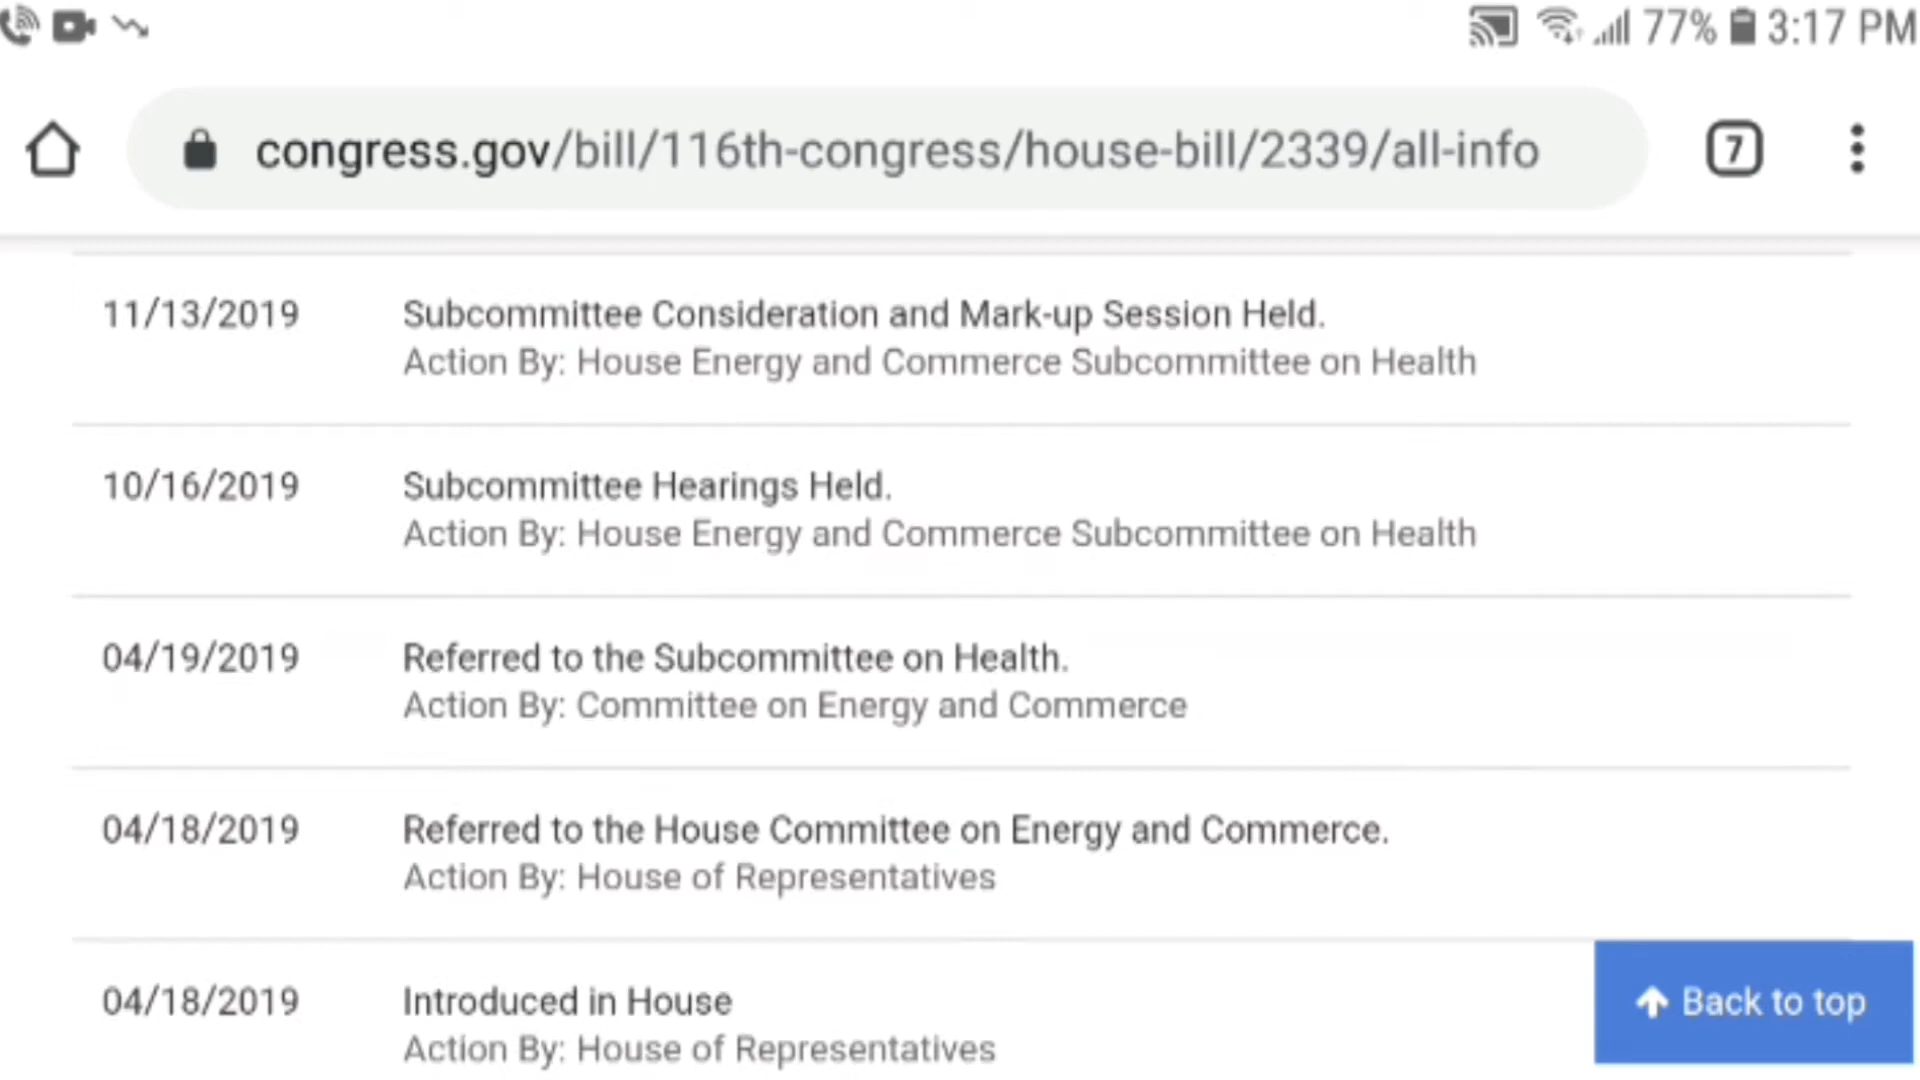 77% 3:17 PM
congress.gov/bill/116th-congress/house-bill/2339/all-info 7
11/13/2019 Subcommittee Consideration and Mark-up Session Held.
Action By: House Energy and Commerce Subcommittee on Health
10/16/2019 Subcommittee Hearings Held.
Action By: House Energy and Commerce Subcommittee on Health
04/19/2019 Referred to the Subcommittee on Health.
Action By: Committee on Energy and Commerce
04/18/2019 Referred to the House Committee on Energy and Commerce.
Action By: House of Representatives
04/18/2019 Introduced in House
Action By: House of Representatives
Back to top